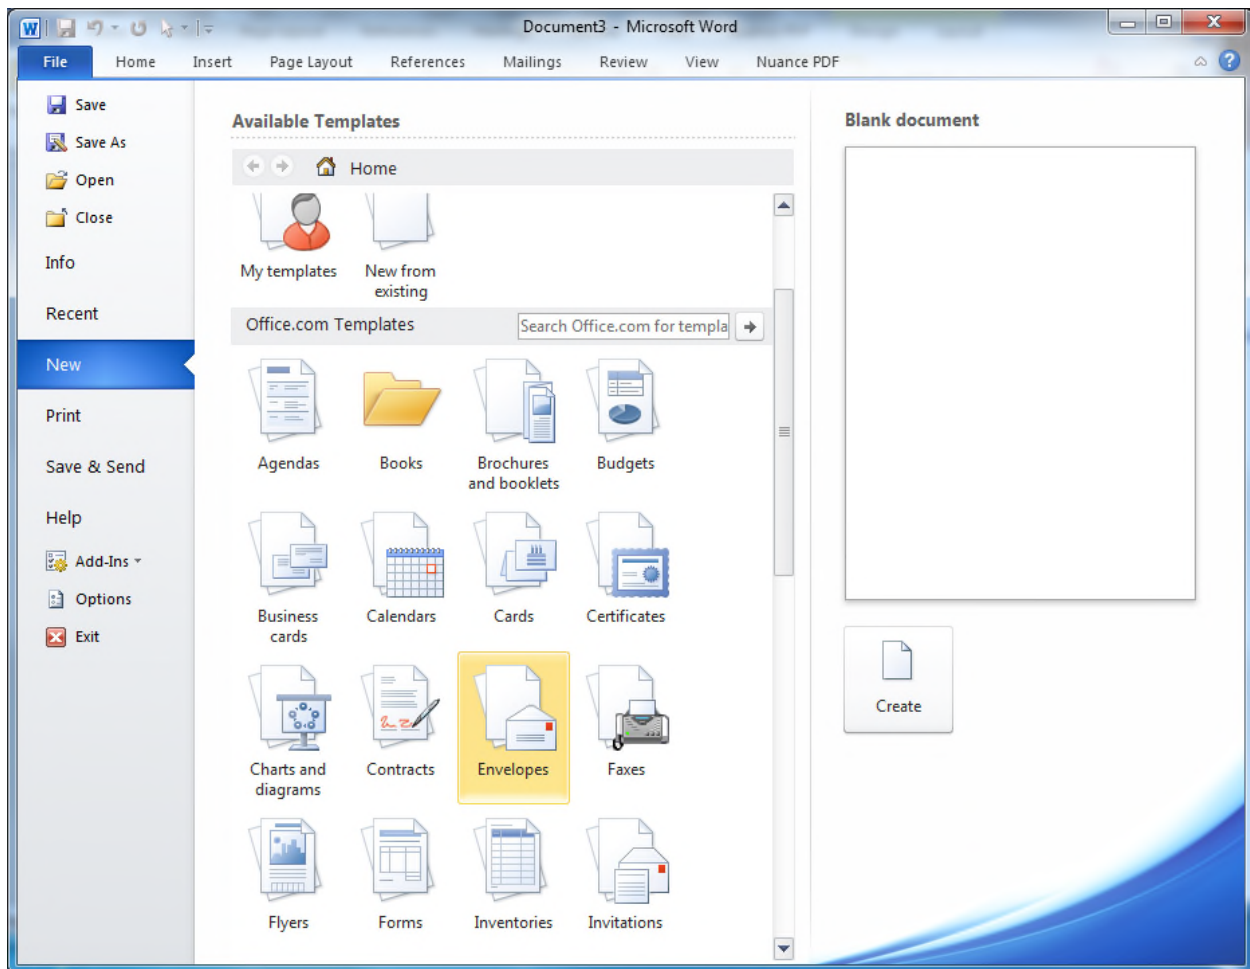 Document3 - Microsoft Word
File Home Insert Page Layout References Mailings Review View Nuance PDF
Save
Save As
Open
Close
Info
Recent
New
Print
Save & Send
Help
Add-Ins
Options
Exit
Available Templates
Home
My templates
New from
existing
Office.com Templates
Search Office.com for templa
Agendas
Books
Brochures
and booklets
Budgets
Business
cards
Calendars
Cards
Certificates
Charts and
diagrams
Contracts
Envelopes
Faxes
Flyers
Forms
Inventories
Invitations
Blank document
Create